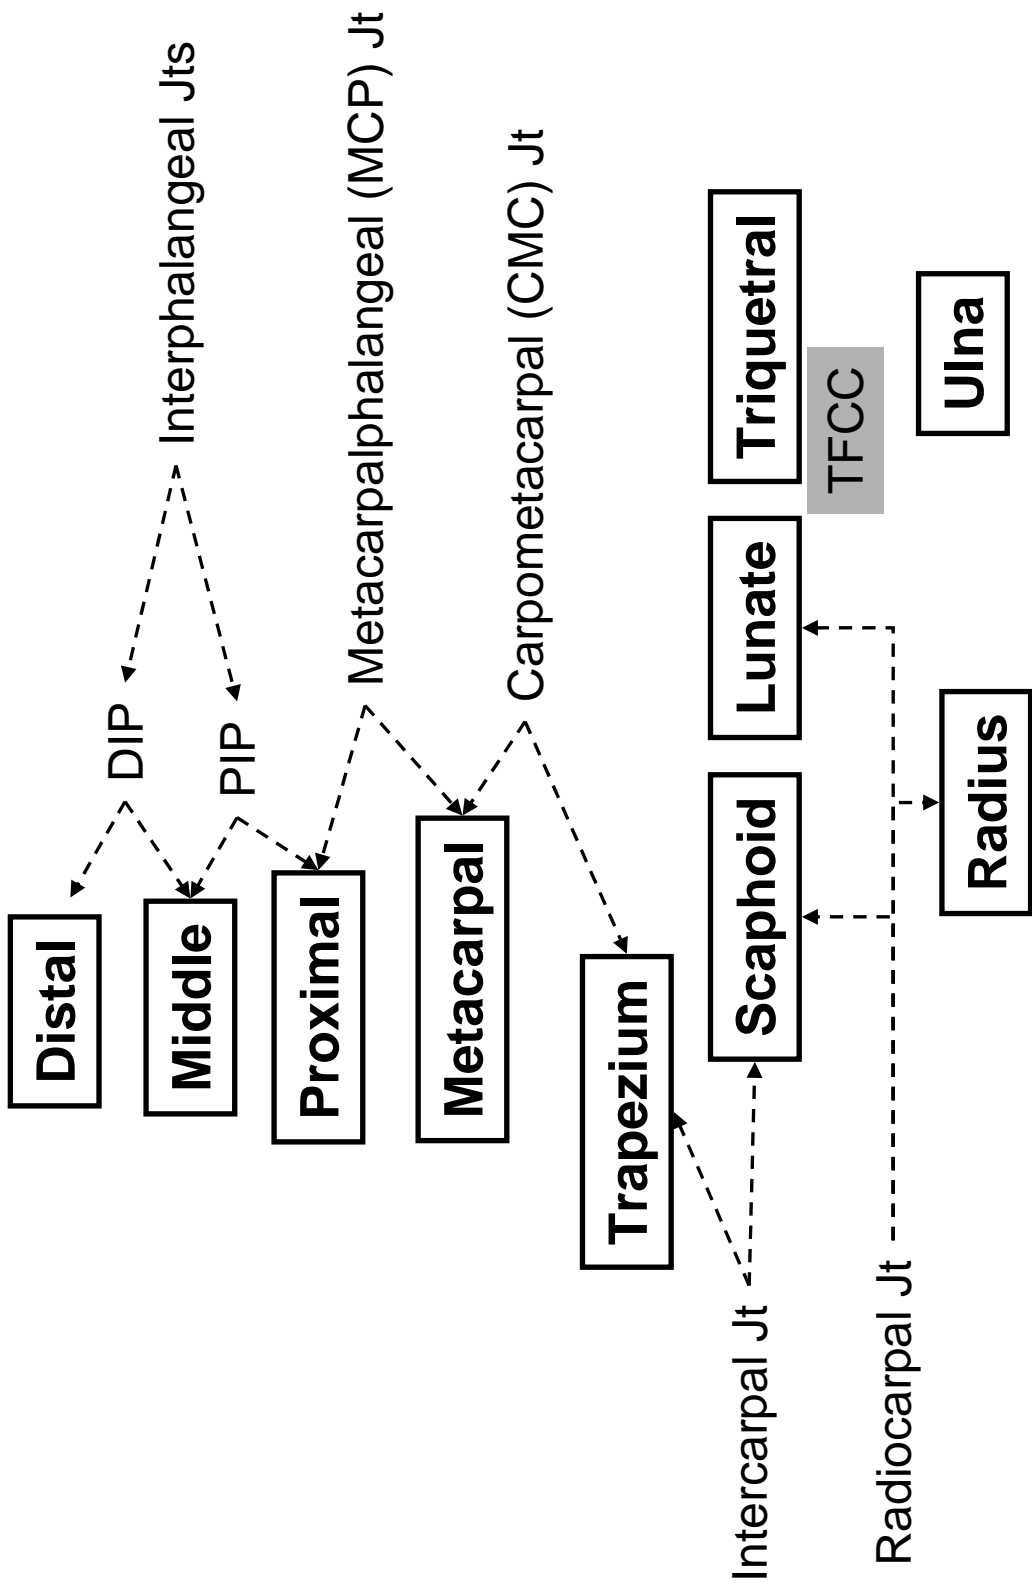 Distal
DIP
Interphalangeal Jts
Middle
PIP
Proximal
Metacarpalphalangeal (MCP) Jt
Metacarpal
Carpometacarpal (CMC) Jt
Trapezium
Intercarpal Jt
Scaphoid
Lunate
Triquetral
TFCC
Radiocarpal Jt
Radius
Ulna